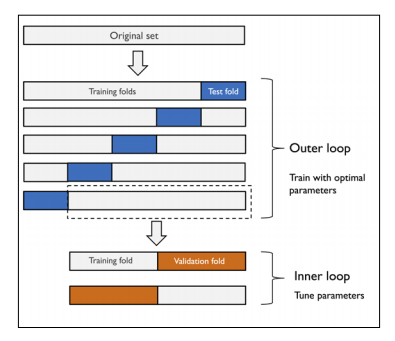 Original set
Training folds
Test fold
Outer loop
Train with optimal
parameters
Training fold
Validation fold
Inner loop
Tune parameters